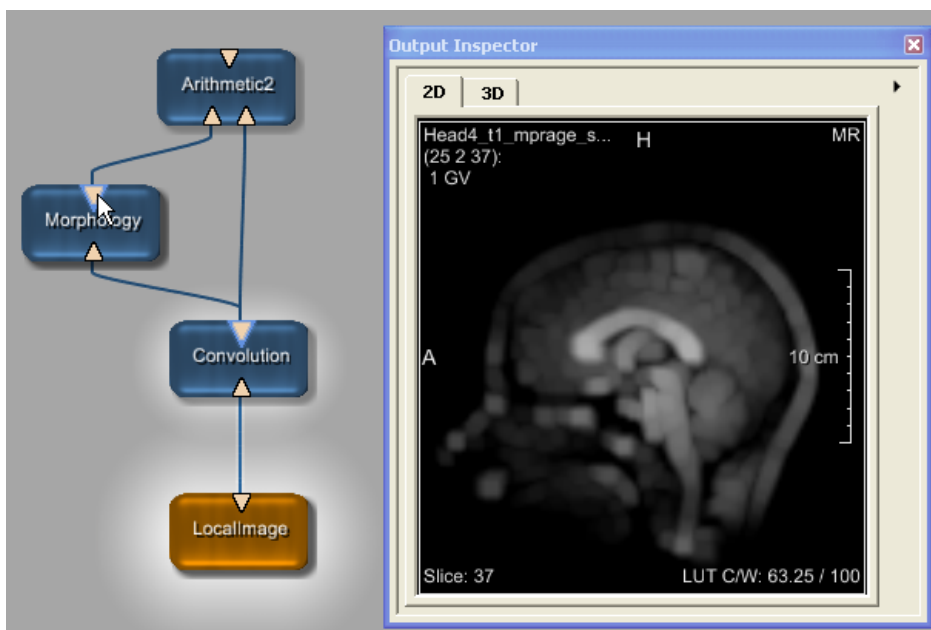 Arithmetic2
Morphology
Convolution
LocalImage
Output Inspector
2D
3D
Head4_t1_mprage_s...
H
MR
(25 2 37):
1 GV
A
10 cm
Slice: 37
LUT C/W: 63.25 / 100